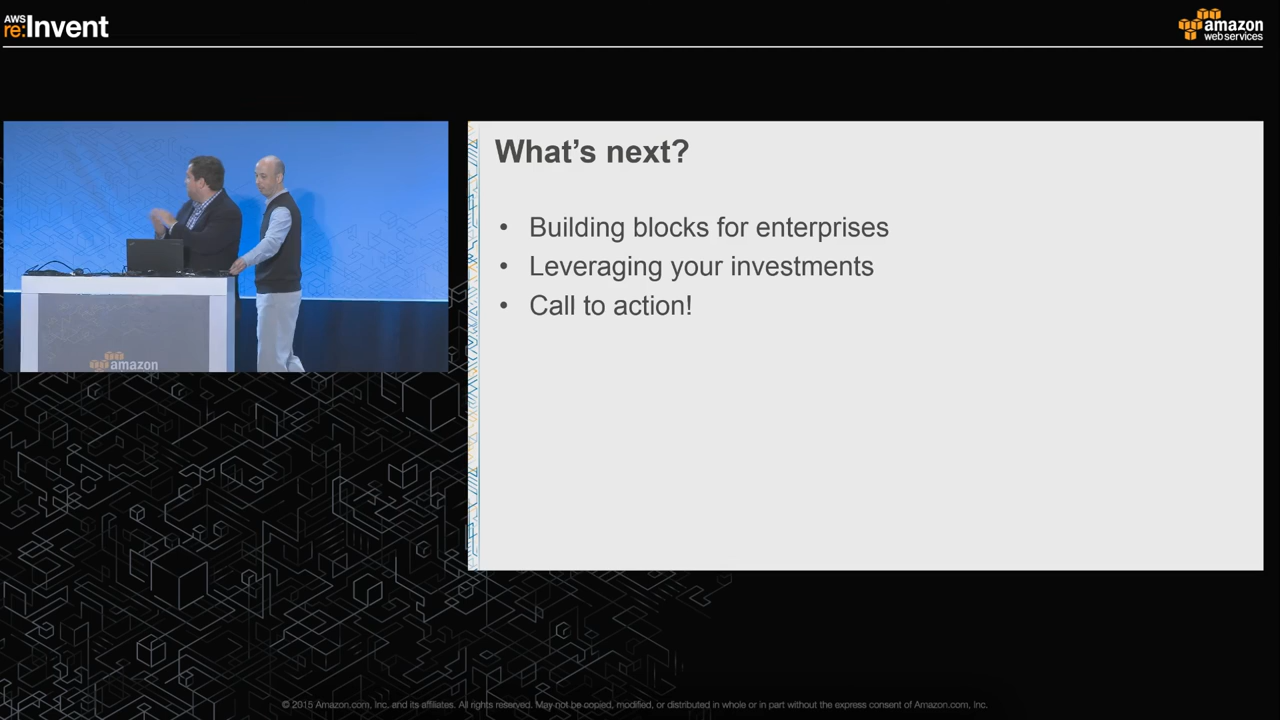 AWS
re:Invent
amazon
web services
What's next?
• Building blocks for enterprises
• Leveraging your investments
• Call to action!
amazon
© 2015 Amazon.com, Inc. and its affiliates. All rights reserved. May not be copied, modified, or distributed in whole or in part without the express consent of Amazon.com, Inc.